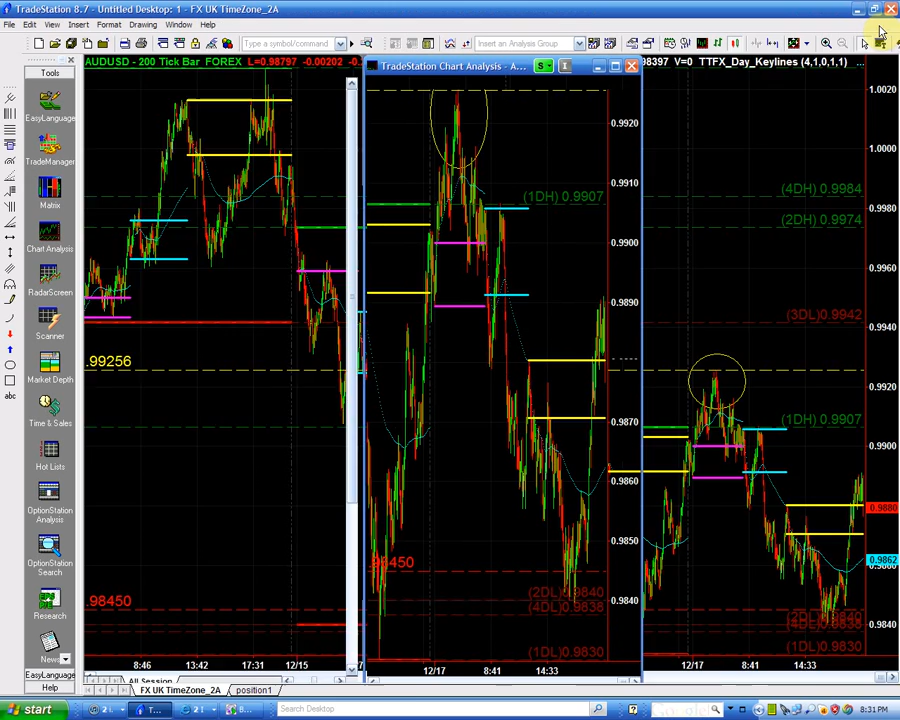 TradeStation 8.7 - Untitled Desktop: 1 - FX UK TimeZone_2A
File Edit View Insert Format Drawing Window Help
Type a symbol/command
Insert an Analysis Group
Tools
EasyLanguage
TradeManager
Matrix
Chart Analysis
RadarScreen
Scanner
Market Depth
Time & Sales
Hot Lists
OptionStation
Analysis
OptionStation
Search
Research
News
EasyLanguage
Help
AUDUSD - 200 Tick Bar FOREX L=0.98797 -0.00202
.99256
.98450
8:46 13:42 17:31 12/15
All Session
TradeStation Chart Analysis - A...
0.9920
0.9910
(1DH) 0.9907
0.9900
0.9890
0.9870
0.9860
0.9850
(2DL) 0.9840
(4DL) 0.9838
0.9840
(1DL) 0.9830
12/17 8:41 14:33
.98397 V=0 TTFX_Day_Keylines (4,1,0,1,1) ...
1.0020
1.0000
(4DH) 0.9984
0.9980
(2DH) 0.9974
0.9960
(3DL) 0.9942
0.9940
0.9920
(1DH) 0.9907
0.9900
0.9880
0.9862
(1DL) 0.9830
0.9840
12/17 8:41 14:33
FX UK TimeZone_2A position1
start
Search Desktop
8:31 PM